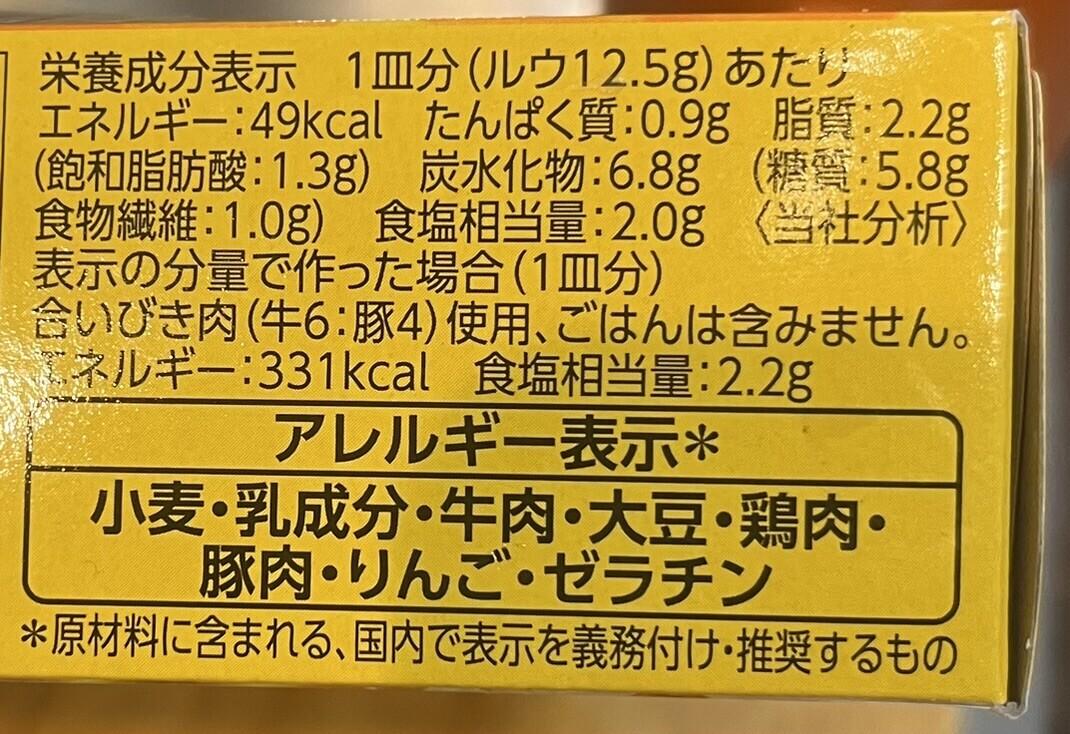 栄養成分表示　1皿分(ルウ12.5g)あたり
エネルギー:49kcal　たんぱく質:0.9g　脂質:2.2g
(飽和脂肪酸:1.3g)　炭水化物:6.8g　(糖質:5.8g
食物繊維:1.0g)　食塩相当量:2.0g　〈当社分析〉
表示の分量で作った場合(1皿分)
合いびき肉(牛6:豚4)使用、ごはんは含みません。
エネルギー:331kcal　食塩相当量:2.2g
アレルギー表示＊
小麦・乳成分・牛肉・大豆・鶏肉・
豚肉・りんご・ゼラチン
＊原材料に含まれる、国内で表示を義務付け・推奨するもの